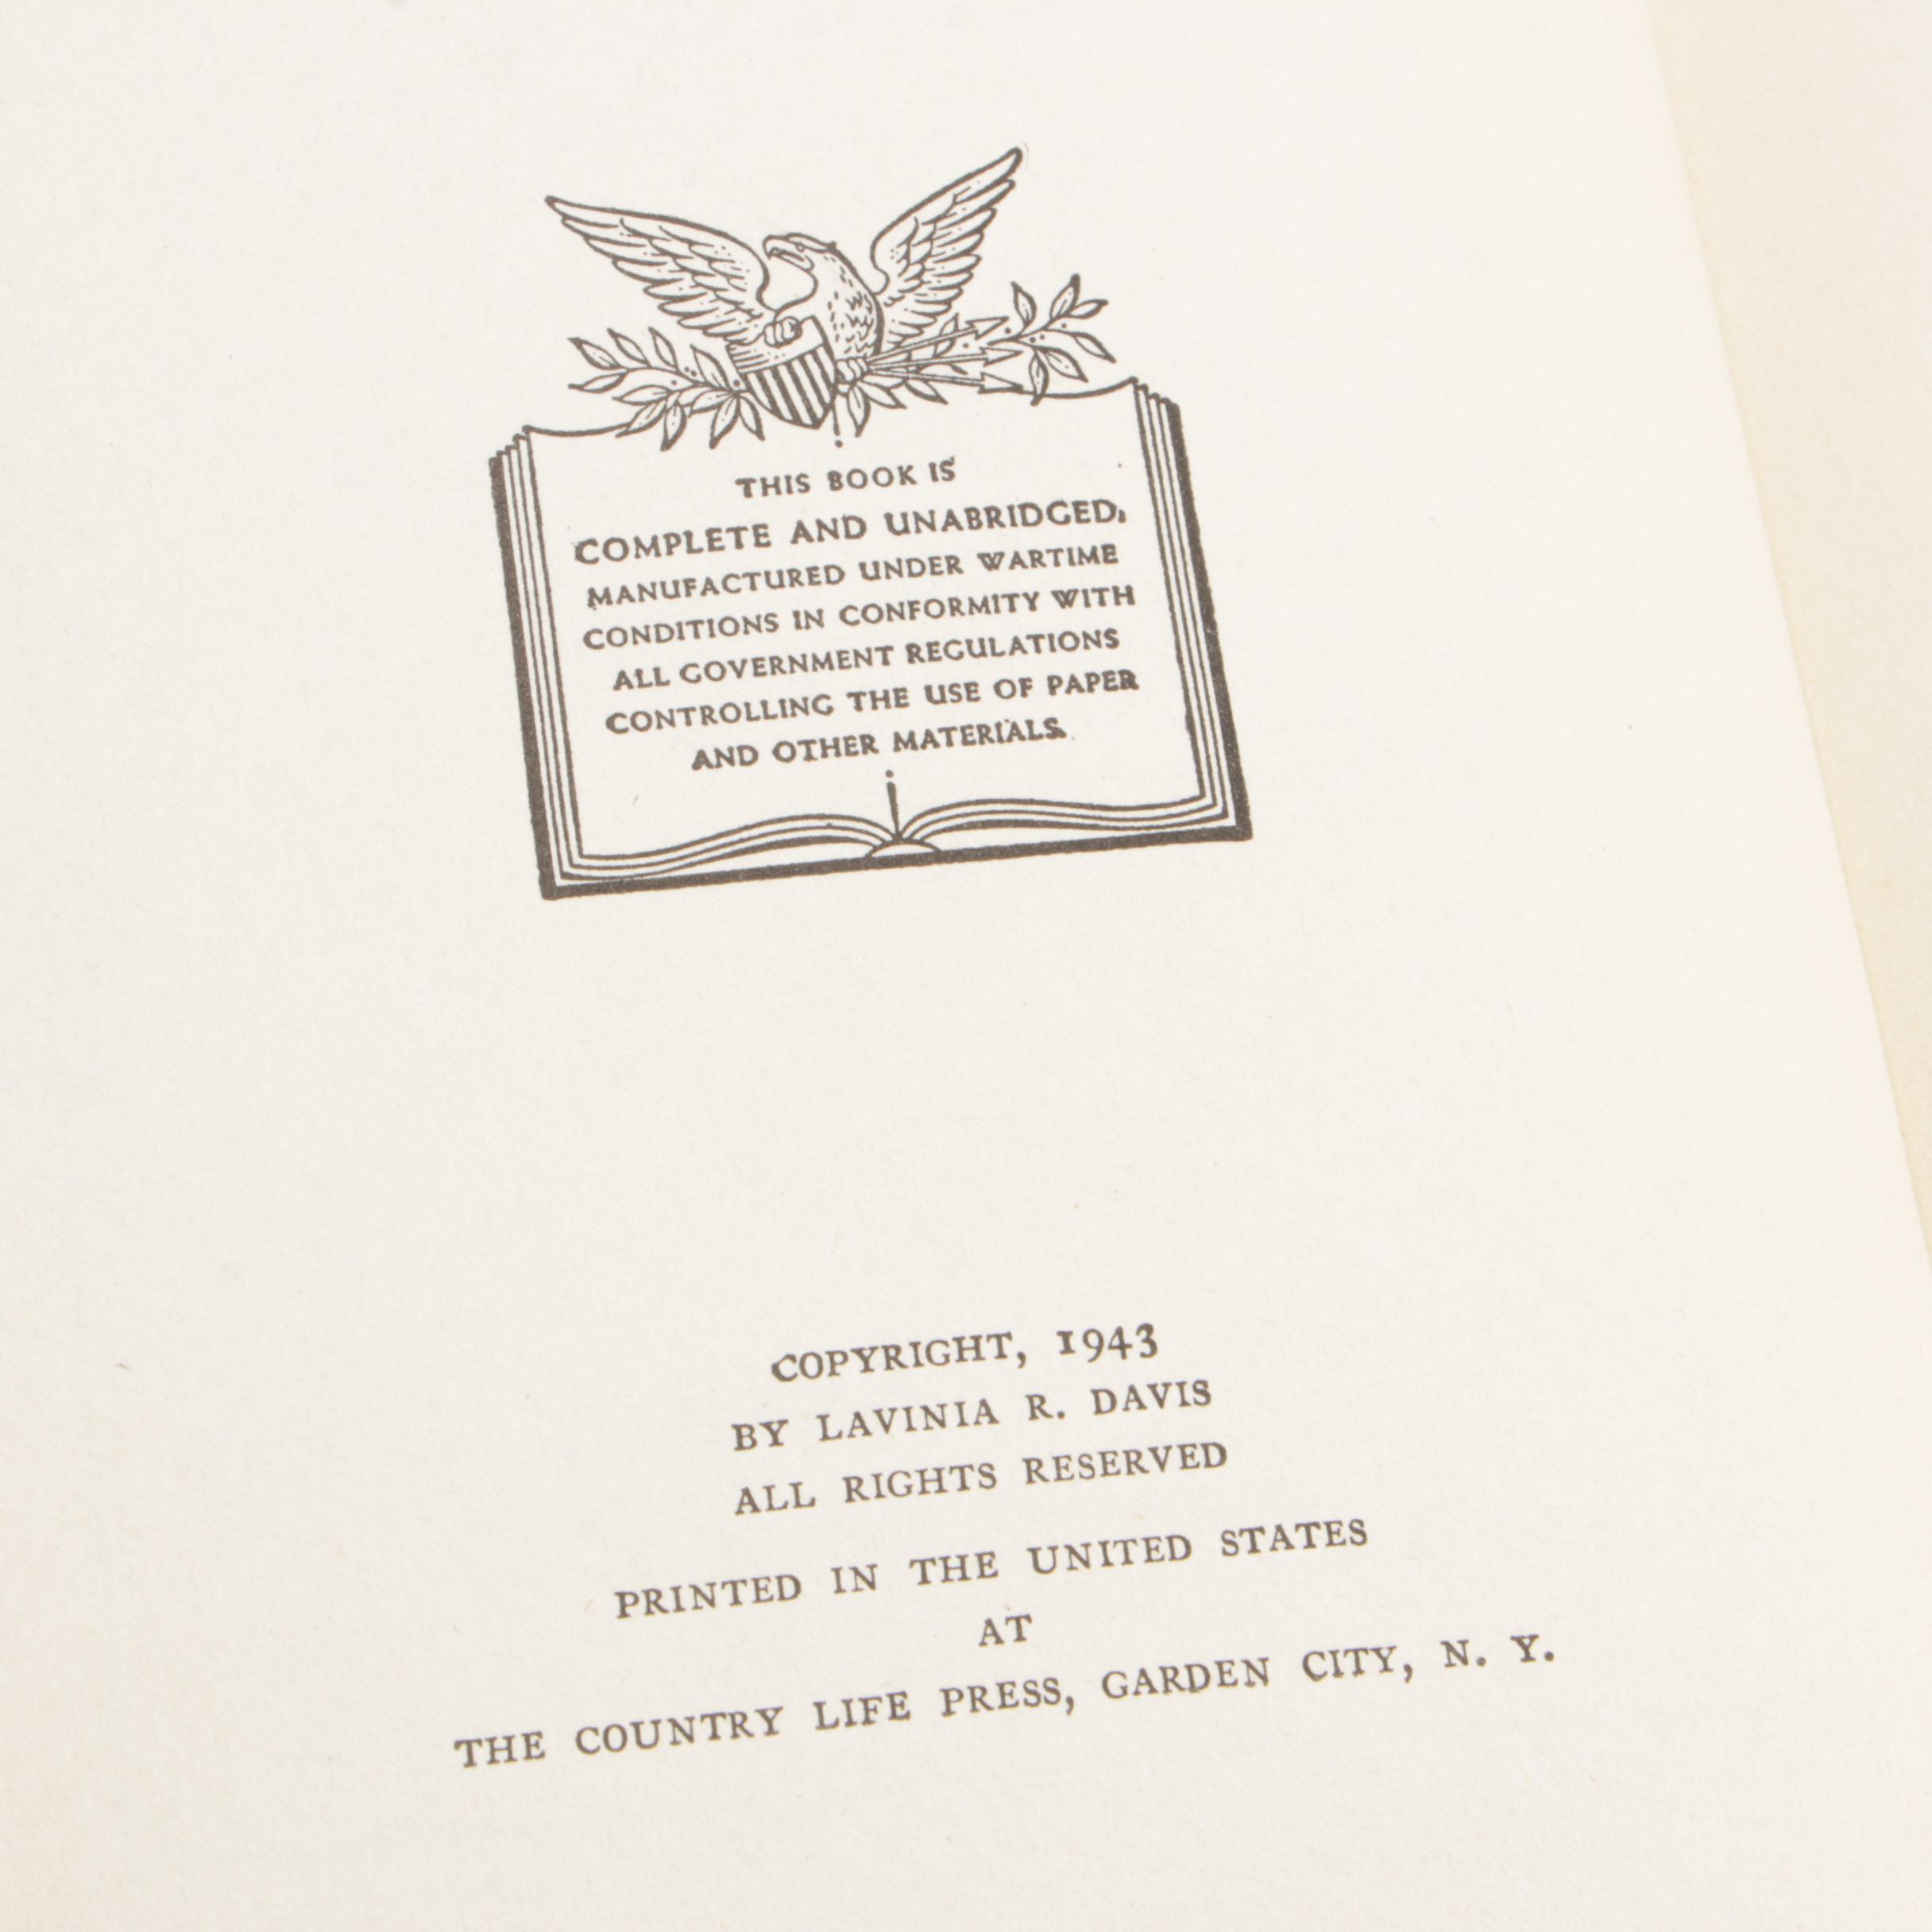 THIS BOOK IS
COMPLETE AND UNABRIDGED,
MANUFACTURED UNDER WARTIME
CONDITIONS IN CONFORMITY WITH
ALL GOVERNMENT REGULATIONS
CONTROLLING THE USE OF PAPER
AND OTHER MATERIALS.
COPYRIGHT, 1943
BY LAVINIA R. DAVIS
ALL RIGHTS RESERVED
PRINTED IN THE UNITED STATES
AT
THE COUNTRY LIFE PRESS, GARDEN CITY, N. Y.